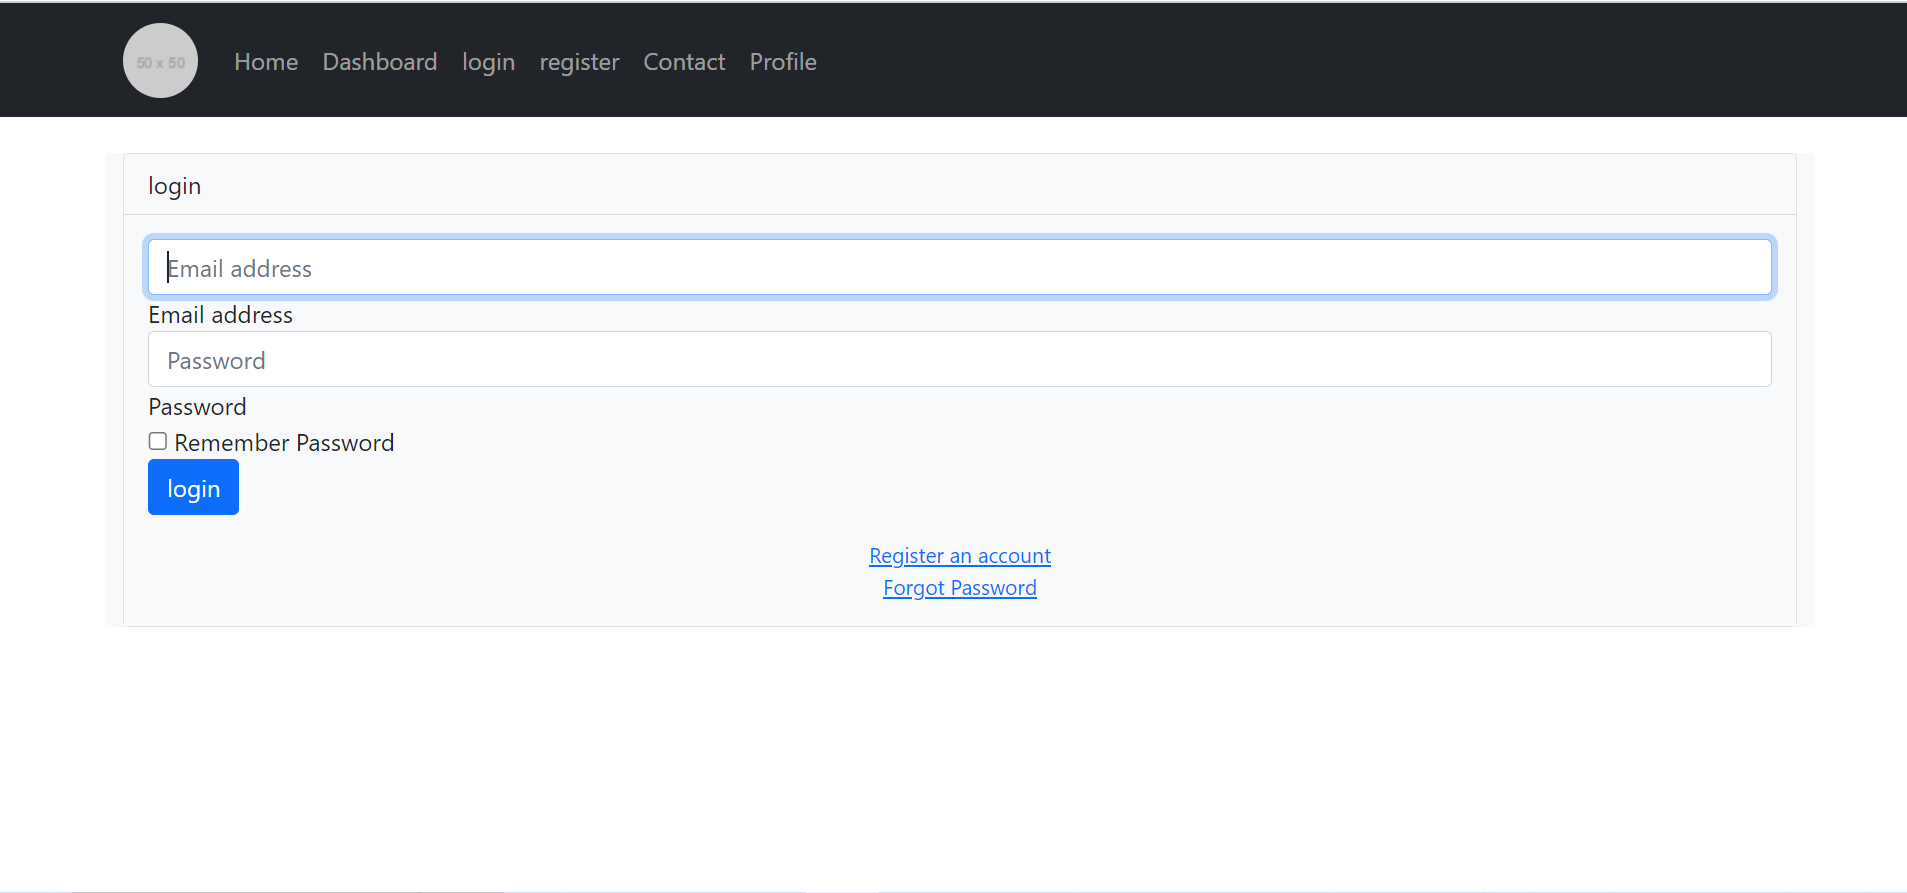 50 x 50 Home Dashboard login register Contact Profile
login
Email address
Email address
Password
Password
Remember Password
login
Register an account
Forgot Password